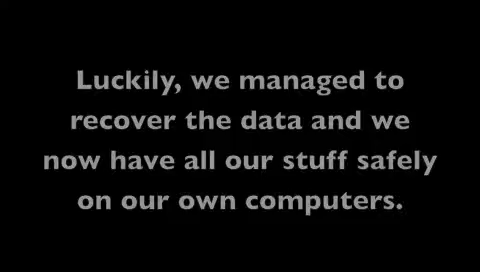 Luckily, we managed to
recover the data and we
now have all our stuff safely
on our own computers.